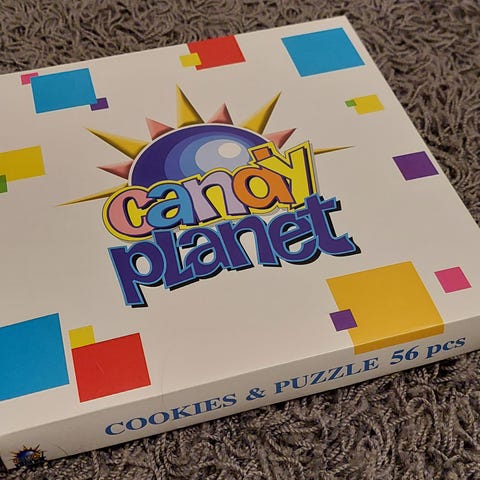 candy
planet
COOKIES & PUZZLE 56 pcs